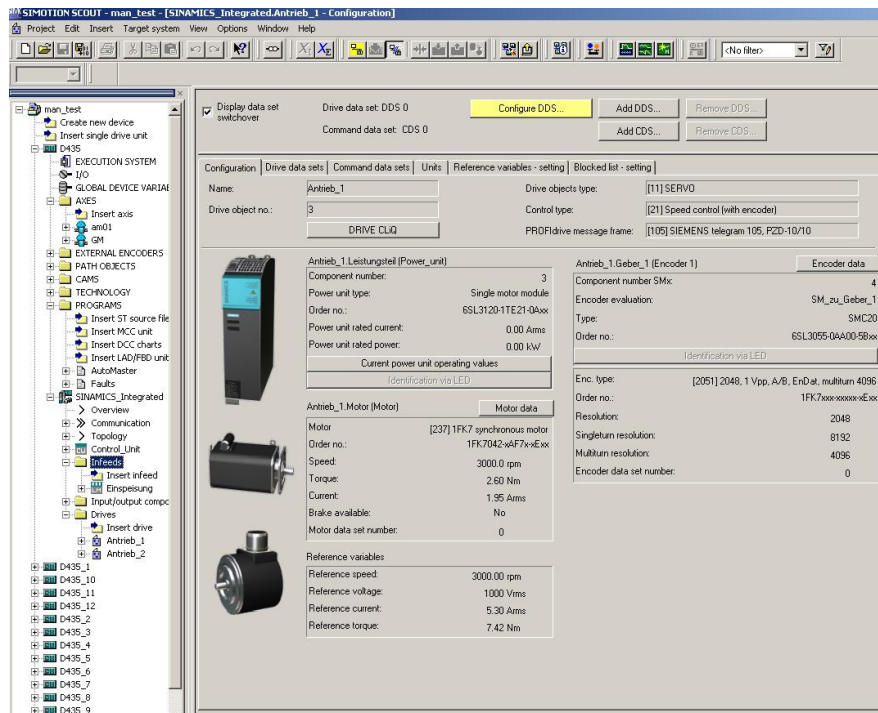 SIMOTION SCOUT - man_test - [SINAMICS_Integrated.Antrieb_1 - Configuration]
Project Edit Insert Target system View Options Window Help
<No filter>
man_test
Create new device
Insert single drive unit
D435
EXECUTION SYSTEM
I/O
GLOBAL DEVICE VARIAB
AXES
Insert axis
am01
GM
EXTERNAL ENCODERS
PATH OBJECTS
CAMS
TECHNOLOGY
PROGRAMS
Insert ST source file
Insert MCC unit
Insert DCC charts
Insert LAD/FBD unit
AutoMaster
Faults
SINAMICS_Integrated
Overview
Communication
Topology
Control_Unit
Infeeds
Insert infeed
Einspeisung
Input/output compo
Drives
Insert drive
Antrieb_1
Antrieb_2
D435_1
D435_10
D435_11
D435_12
D435_2
D435_3
D435_4
D435_5
D435_6
D435_7
D435_8
D435_9
Display data set switchover
Drive data set: DDS 0
Configure DDS...
Add DDS...
Remove DDS...
Command data set: CDS 0
Add CDS...
Remove CDS...
Configuration Drive data sets Command data sets Units Reference variables - setting Blocked list - setting
Name: Antrieb_1
Drive objects type: [11] SERVO
Drive object no.: 3
Control type: [21] Speed control (with encoder)
DRIVE CLiQ
PROFIdrive message frame: [105] SIEMENS telegram 105, PZD-10/10
Antrieb_1.Leistungsteil (Power_unit)
Component number: 3
Power unit type: Single motor module
Order no.: 6SL3120-1TE21-0Axx
Power unit rated current: 0.00 Arms
Power unit rated power: 0.00 kW
Current power unit operating values
Identification via LED
Antrieb_1.Motor (Motor)
Motor data
Motor [237] 1FK7 synchronous motor
Order no.: 1FK7042-xAF7x-xExx
Speed: 3000.0 rpm
Torque: 2.60 Nm
Current: 1.95 Arms
Brake available: No
Motor data set number: 0
Reference variables
Reference speed: 3000.00 rpm
Reference voltage: 1000 Vrms
Reference current: 5.30 Arms
Reference torque: 7.42 Nm
Antrieb_1.Geber_1 (Encoder 1)
Encoder data
Component number SMx: 4
Encoder evaluation: SM_zu_Geber_1
Type: SMC20
Order no.: 6SL3055-0AA00-5Bxx
Identification via LED
Enc. type: [2051] 2048, 1 Vpp, A/B, EnDat, multiturn 4096
Order no.: 1FK7xxx-xxxxx-xExx
Resolution: 2048
Singleturn resolution: 8192
Multiturn resolution: 4096
Encoder data set number: 0